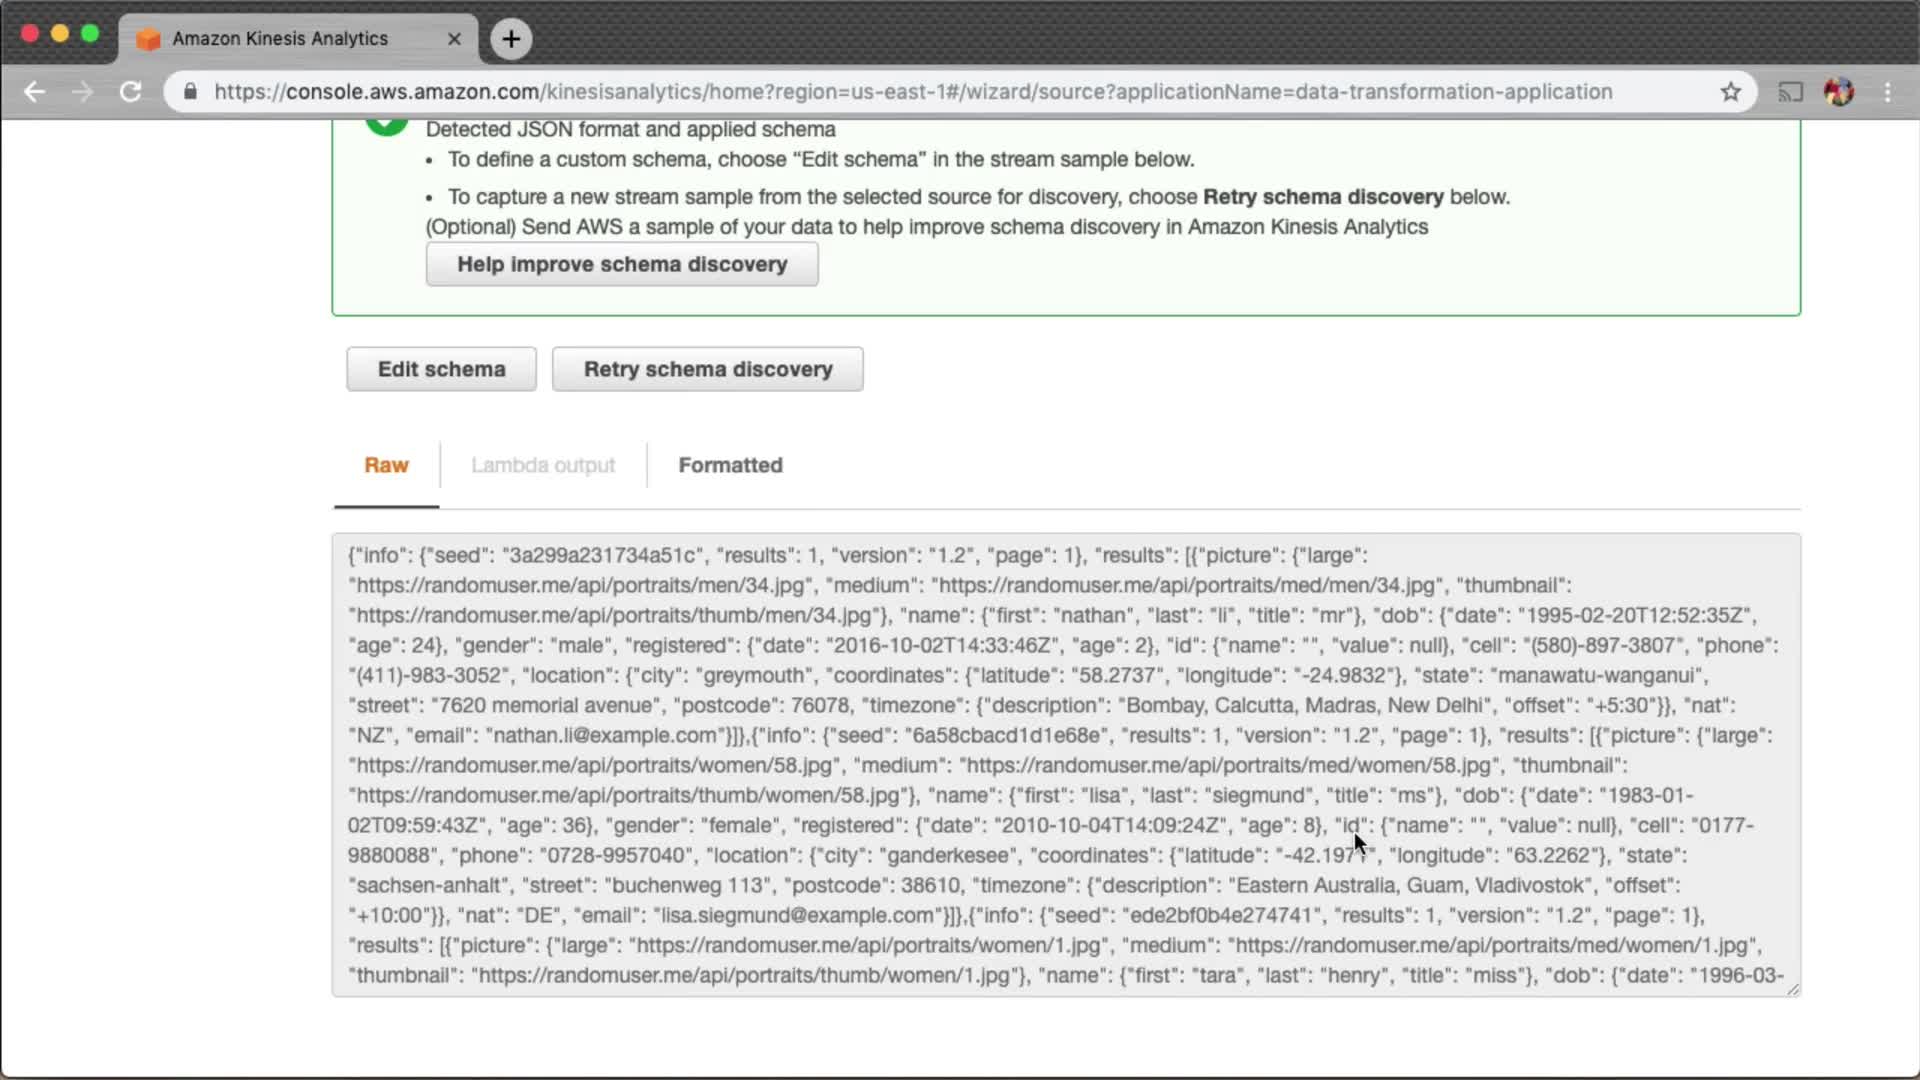 Amazon Kinesis Analytics
https://console.aws.amazon.com/kinesisanalytics/home?region=us-east-1#/wizard/source?applicationName=data-transformation-application
Detected JSON format and applied schema
• To define a custom schema, choose “Edit schema” in the stream sample below.
• To capture a new stream sample from the selected source for discovery, choose Retry schema discovery below.
(Optional) Send AWS a sample of your data to help improve schema discovery in Amazon Kinesis Analytics
Help improve schema discovery
Edit schema
Retry schema discovery
Raw
Lambda output
Formatted
{"info": {"seed": "3a299a231734a51c", "results": 1, "version": "1.2", "page": 1}, "results": [{"picture": {"large":
"https://randomuser.me/api/portraits/men/34.jpg", "medium": "https://randomuser.me/api/portraits/med/men/34.jpg", "thumbnail":
"https://randomuser.me/api/portraits/thumb/men/34.jpg"}, "name": {"first": "nathan", "last": "li", "title": "mr"}, "dob": {"date": "1995-02-20T12:52:35Z",
"age": 24}, "gender": "male", "registered": {"date": "2016-10-02T14:33:46Z", "age": 2}, "id": {"name": "", "value": null}, "cell": "(580)-897-3807", "phone":
"(411)-983-3052", "location": {"city": "greymouth", "coordinates": {"latitude": "58.2737", "longitude": "-24.9832"}, "state": "manawatu-wanganui",
"street": "7620 memorial avenue", "postcode": 76078, "timezone": {"description": "Bombay, Calcutta, Madras, New Delhi", "offset": "+5:30"}}, "nat":
"NZ", "email": "nathan.li@example.com"}]},{"info": {"seed": "6a58cbacd1d1e68e", "results": 1, "version": "1.2", "page": 1}, "results": [{"picture": {"large":
"https://randomuser.me/api/portraits/women/58.jpg", "medium": "https://randomuser.me/api/portraits/med/women/58.jpg", "thumbnail":
"https://randomuser.me/api/portraits/thumb/women/58.jpg"}, "name": {"first": "lisa", "last": "siegmund", "title": "ms"}, "dob": {"date": "1983-01-
02T09:59:43Z", "age": 36}, "gender": "female", "registered": {"date": "2010-10-04T14:09:24Z", "age": 8}, "id": {"name": "", "value": null}, "cell": "0177-
9880088", "phone": "0728-9957040", "location": {"city": "ganderkesee", "coordinates": {"latitude": "longitude": "63.2262"}, "state":
"sachsen-anhalt", "street": "buchenweg 113", "postcode": 38610, "timezone": {"description": "Eastern Australia, Guam, Vladivostok", "offset":
"+10:00"}}, "nat": "DE", "email": "lisa.siegmund@example.com"}]},{"info": {"seed": "ede2bf0b4e274741", "results": 1, "version": "1.2", "page": 1},
"results": [{"picture": {"large": "https://randomuser.me/api/portraits/women/1.jpg", "medium": "https://randomuser.me/api/portraits/med/women/1.jpg",
"thumbnail": "https://randomuser.me/api/portraits/thumb/women/1.jpg"}, "name": {"first": "tara", "last": "henry", "title": "miss"}, "dob": {"date": "1996-03-